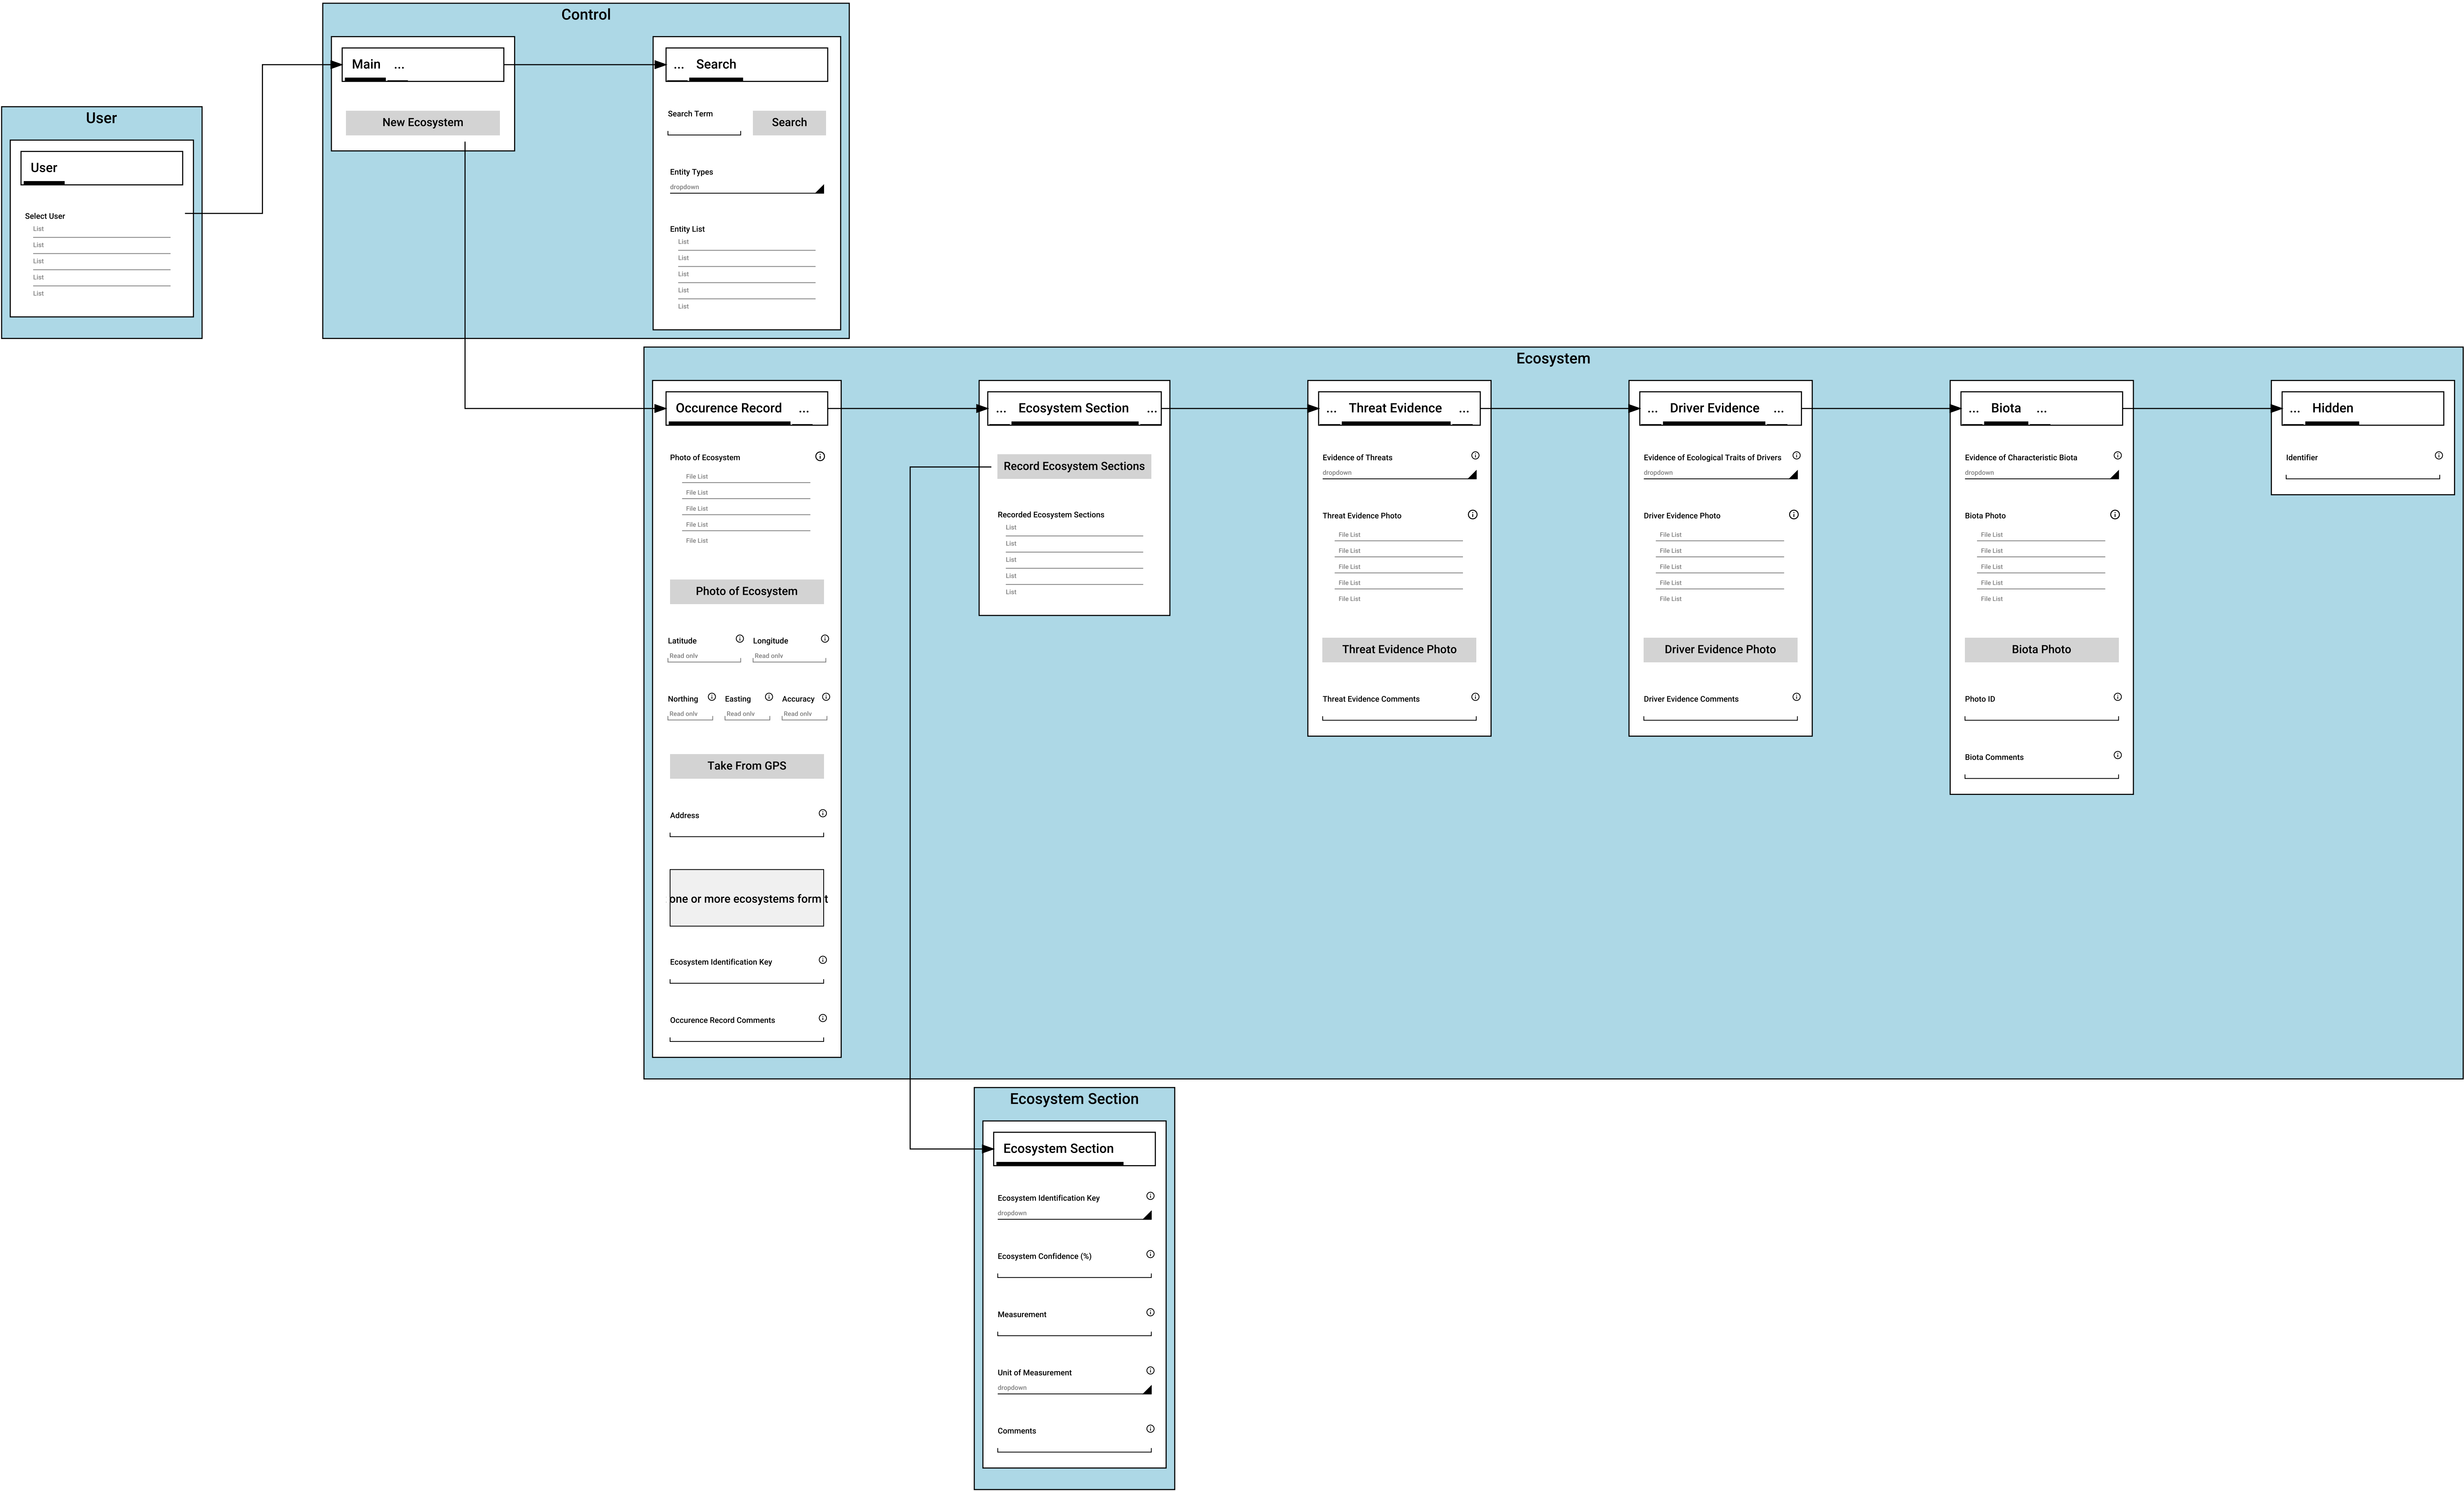 Control
Main ...
New Ecosystem
... Search
Search Term
Search
Entity Types
dropdown
Entity List
List
List
List
List
List
User
User
Select User
List
List
List
List
List
Ecosystem
Occurence Record ...
Photo of Ecosystem
File List
File List
File List
File List
File List
Photo of Ecosystem
Latitude Longitude
Read only Read only
Northing Easting Accuracy
Read only Read only Read only
Take From GPS
Address
one or more ecosystems form t
Ecosystem Identification Key
Occurence Record Comments
... Ecosystem Section ...
Record Ecosystem Sections
Recorded Ecosystem Sections
List
List
List
List
List
... Threat Evidence ...
Evidence of Threats
dropdown
Threat Evidence Photo
File List
File List
File List
File List
File List
Threat Evidence Photo
Threat Evidence Comments
... Driver Evidence ...
Evidence of Ecological Traits of Drivers
dropdown
Driver Evidence Photo
File List
File List
File List
File List
File List
Driver Evidence Photo
Driver Evidence Comments
... Biota ...
Evidence of Characteristic Biota
dropdown
Biota Photo
File List
File List
File List
File List
File List
Biota Photo
Photo ID
Biota Comments
... Hidden
Identifier
Ecosystem Section
Ecosystem Section
Ecosystem Identification Key
dropdown
Ecosystem Confidence (%)
Measurement
Unit of Measurement
dropdown
Comments